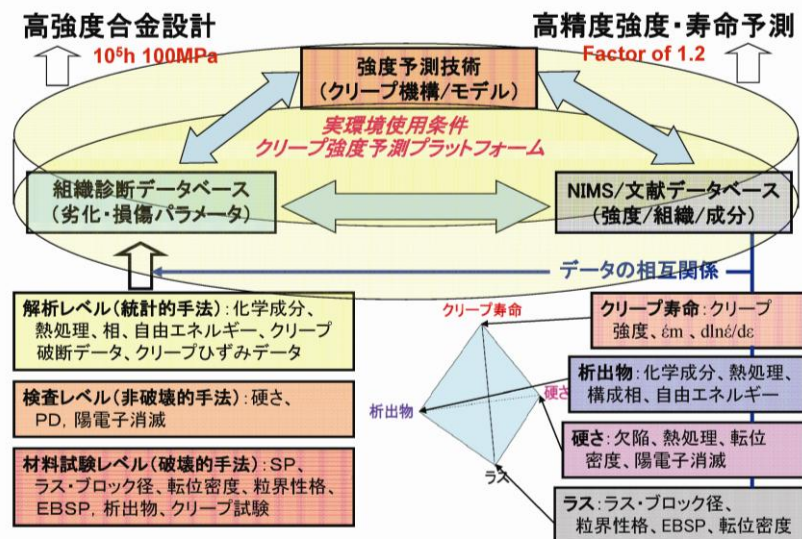 高強度合金設計
10⁵h 100MPa
高精度強度・寿命予測
Factor of 1.2
強度予測技術
(クリープ機構/モデル)
実環境使用条件
クリープ強度予測プラットフォーム
組織診断データベース
(劣化・損傷パラメータ)
NIMS/文献データベース
(強度/組織/成分)
データの相互関係
解析レベル(統計的手法):化学成分、
熱処理、相、自由エネルギー、クリープ
破断データ、クリープひずみデータ
検査レベル(非破壊的手法):硬さ、
PD, 陽電子消滅
材料試験レベル(破壊的手法):SP、
ラス・ブロック径、転位密度、粒界性格、
EBSP, 析出物、クリープ試験
クリープ寿命
析出物
硬さ
ラス
クリープ寿命:クリープ
強度、ἐm 、dlnἐ/dε
析出物:化学成分、熱処理、
構成相、自由エネルギー
硬さ:欠陥、熱処理、転位
密度、陽電子消滅
ラス:ラス・ブロック径、
粒界性格、EBSP、転位密度